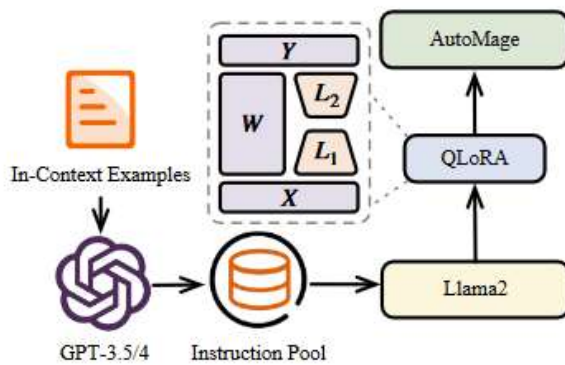 AutoMage
Y
W
L₂
L₁
X
QLoRA
In-Context Examples
Llama2
GPT-3.5/4
Instruction Pool